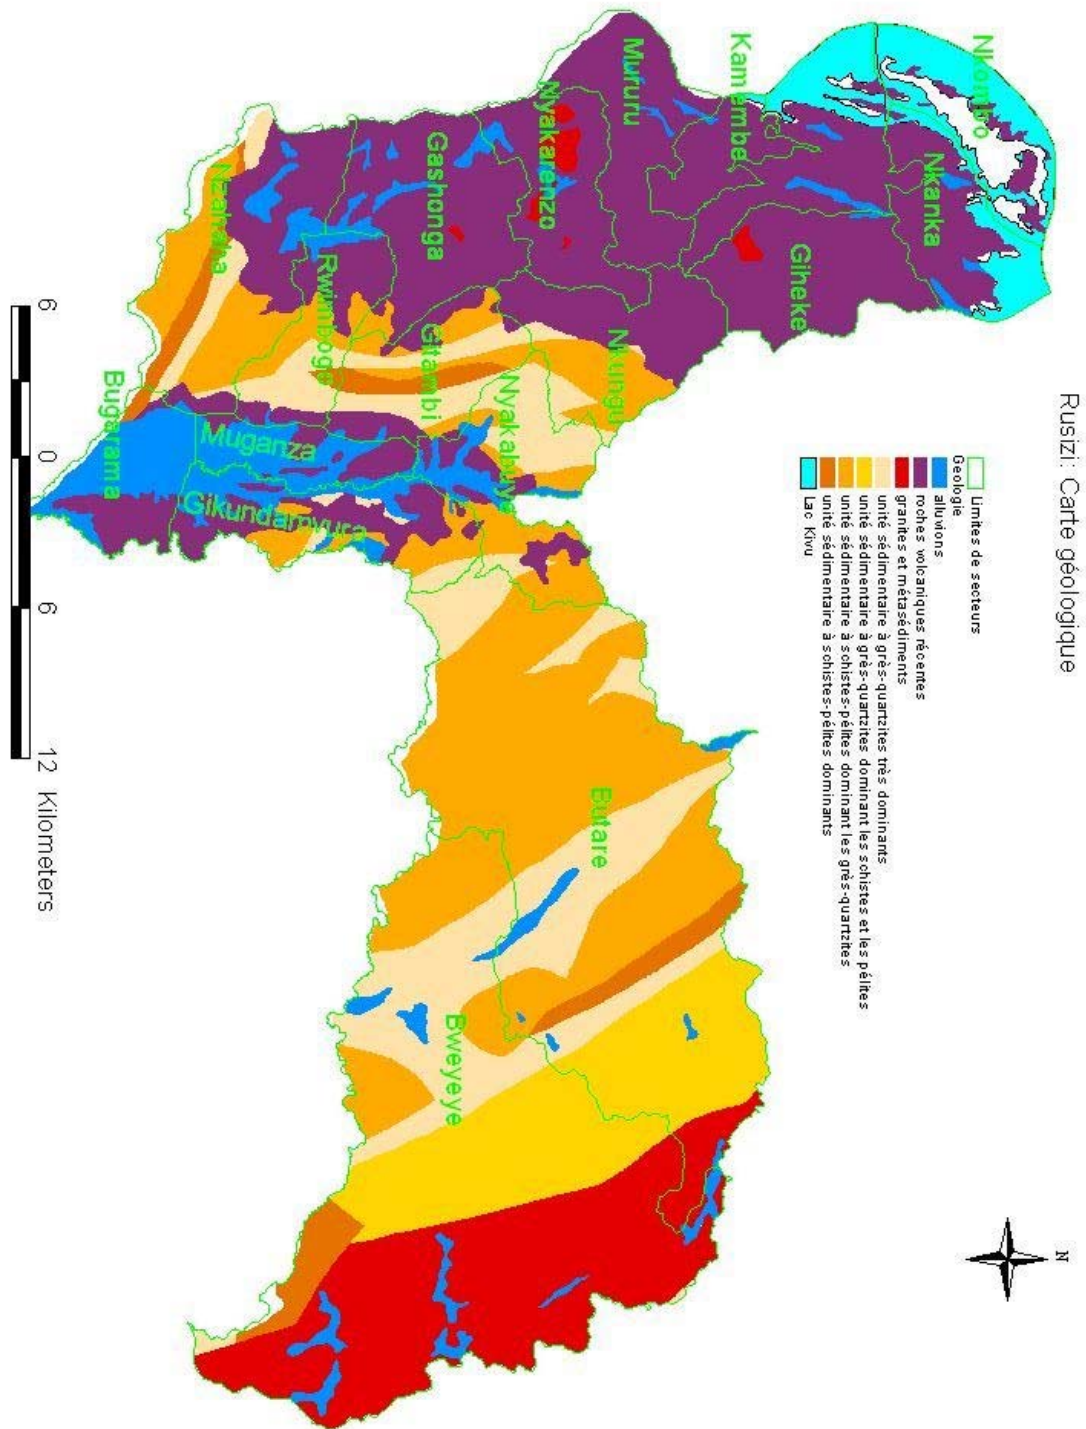 Rusizi: Carte géologique
N
Limites de secteurs
Geologie
alluvions
roches volcaniques récentes
granites et métasédiments
unité sédimentaire à grès-quartzites très dominants
unité sédimentaire à grès-quartzites dominant les schistes et les pélites
unité sédimentaire à schistes-pélites dominant les grès-quartzites
unité sédimentaire à schistes-pélites dominants
Lac Kivu
Nkombo
Nkanka
Kamembe
Giheke
Mururu
Nyakarenzo
Nkungu
Gashonga
Gitambi
Nyakabuye
Rwimbogo
Nzahaha
Muganza
Gikundamvura
Bugarama
Butare
Bweyeye
6 0 6 12 Kilometers